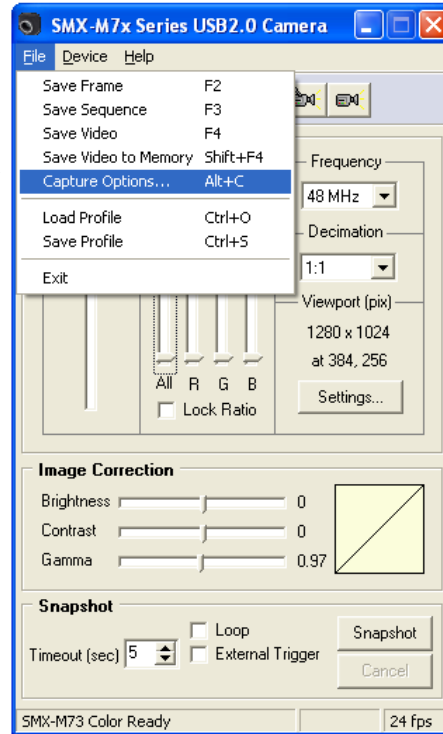 SMX-M7x Series USB2.0 Camera
File Device Help
Save Frame F2
Save Sequence F3
Save Video F4
Save Video to Memory Shift+F4
Capture Options... Alt+C
Load Profile Ctrl+O
Save Profile Ctrl+S
Exit
Frequency
48 MHz
Decimation
1:1
Viewport (pix)
1280 x 1024
at 384, 256
Settings...
All R G B
Lock Ratio
Image Correction
Brightness 0
Contrast 0
Gamma 0.97
Snapshot
Loop
Snapshot
Timeout (sec) 5
External Trigger
Cancel
SMX-M73 Color Ready 24 fps